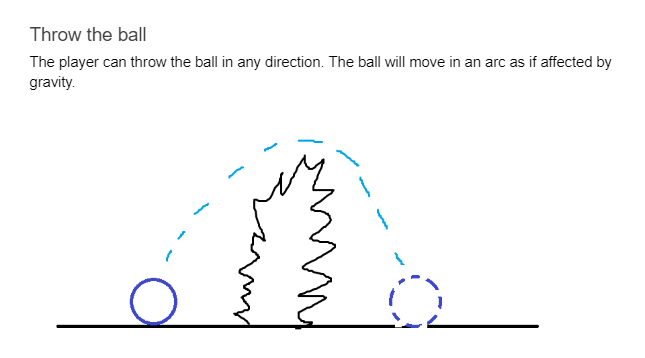 Throw the ball
The player can throw the ball in any direction. The ball will move in an arc as if affected by
gravity.